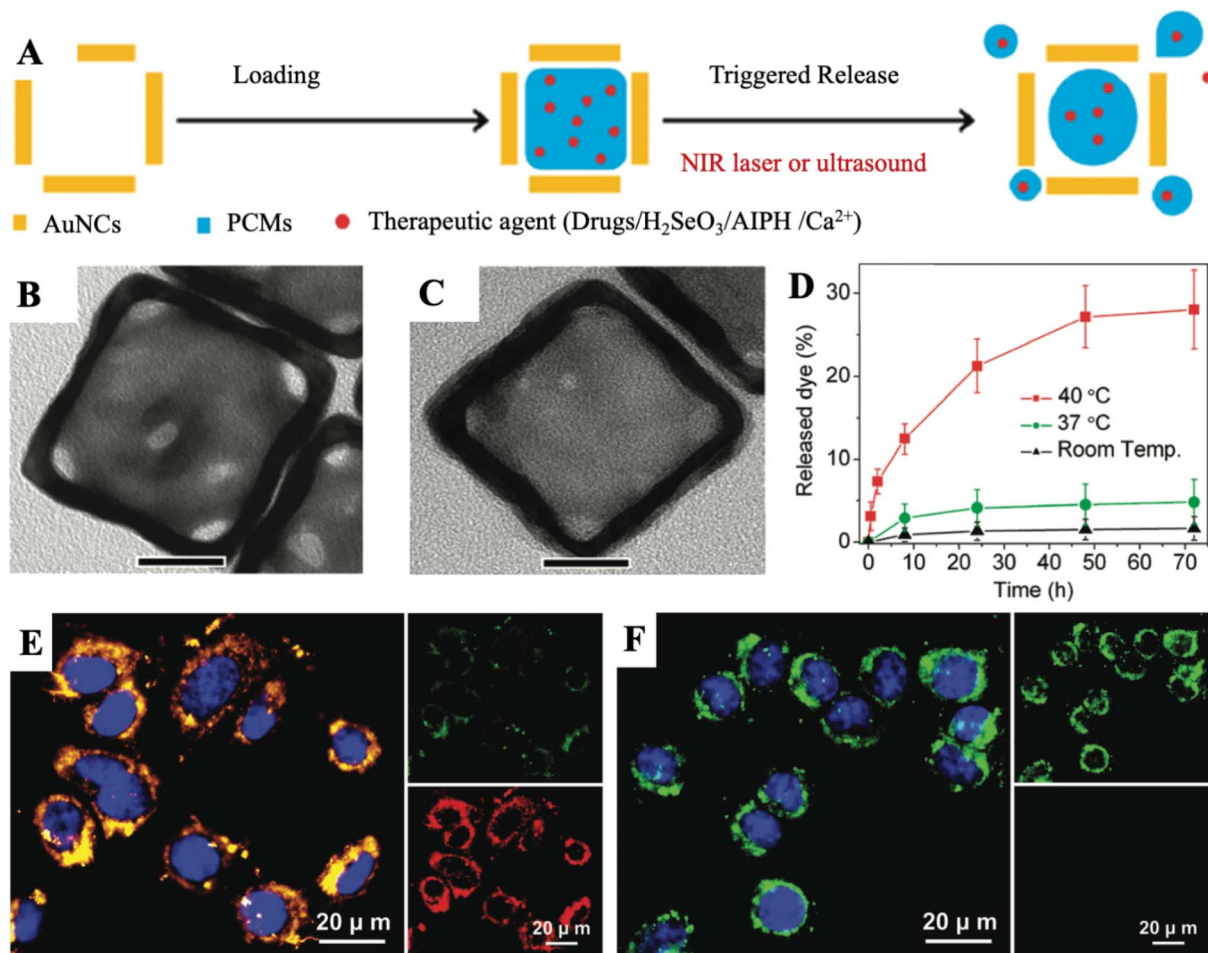 A
Loading
Triggered Release
NIR laser or ultrasound
AuNCs
PCMs
Therapeutic agent (Drugs/H₂SeO₃/AIPH /Ca²⁺)
B
C
D
Released dye (%)
30
20
10
0
40 °C
37 °C
Room Temp.
0 10 20 30 40 50 60 70
Time (h)
E
20 μ m
20 μ m
F
20 μ m
20 μ m